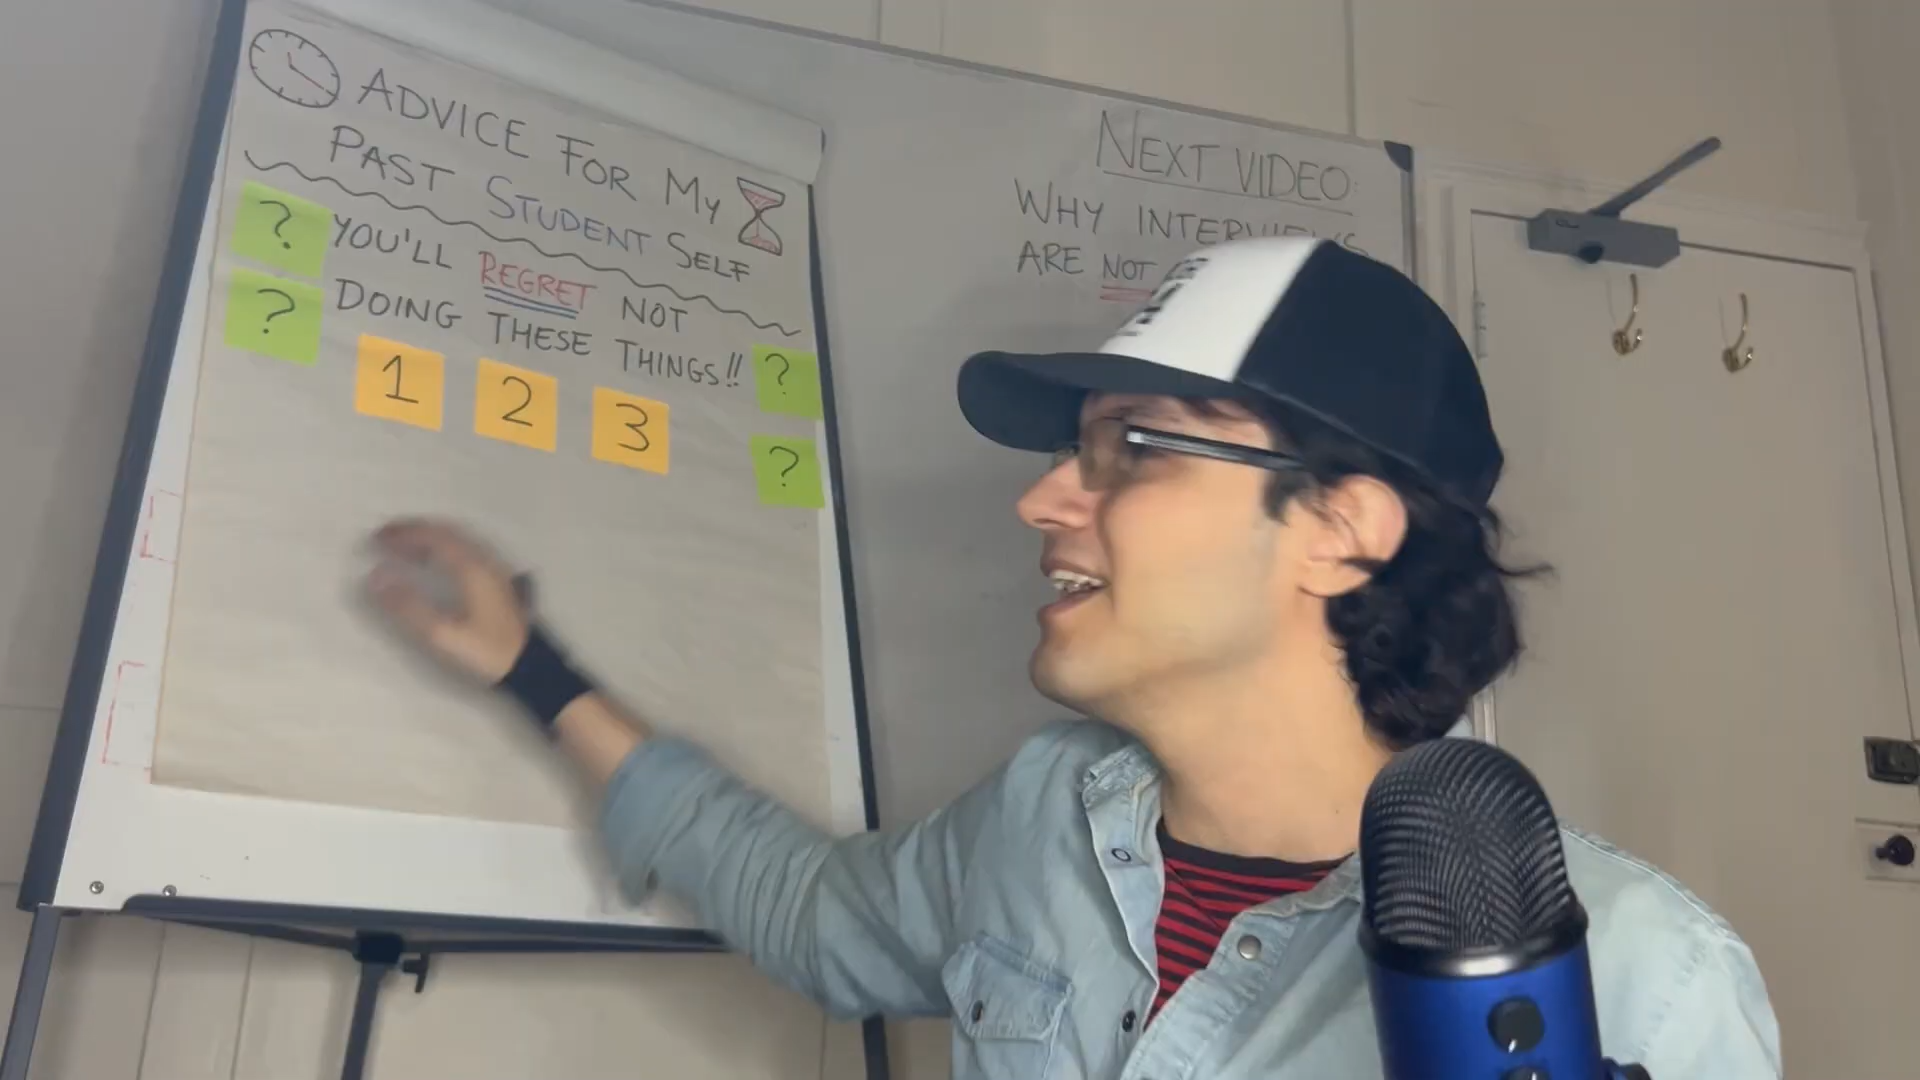 ADVICE FOR MY
PAST STUDENT SELF
? YOU'LL REGRET NOT
? DOING THESE THINGS!! ?
1 2 3
?
NEXT VIDEO:
WHY INTERVIEWS
ARE NOT